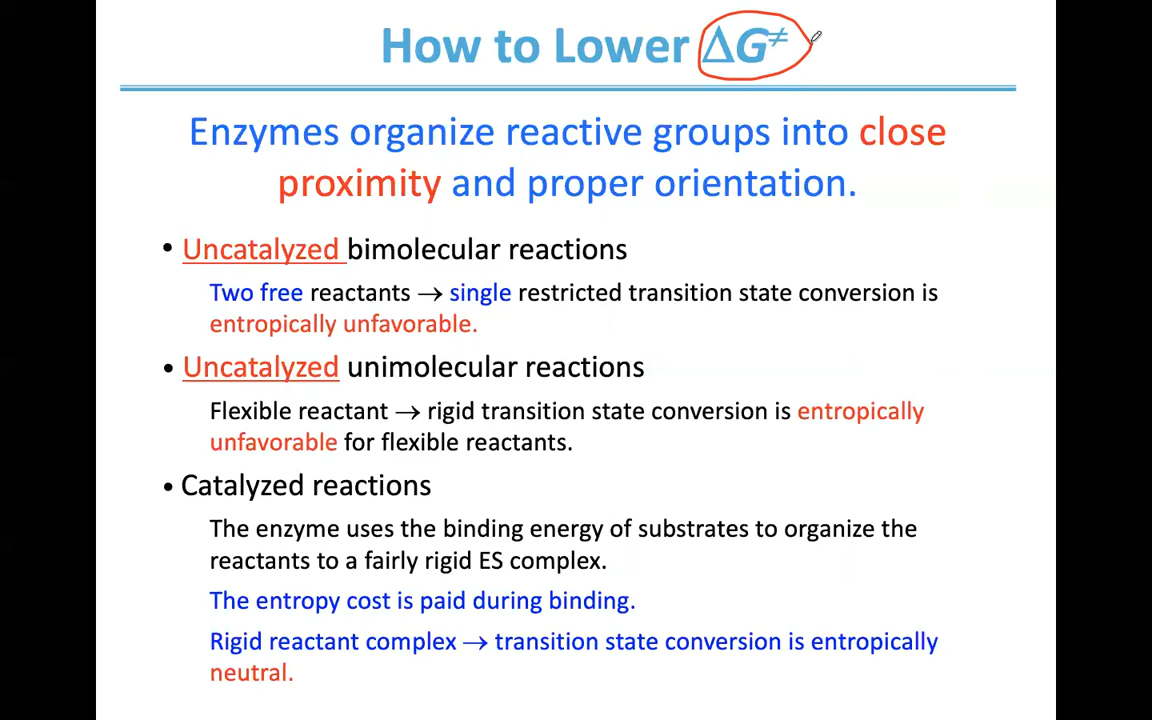 How to Lower ΔG≠
Enzymes organize reactive groups into close
proximity and proper orientation.
• Uncatalyzed bimolecular reactions
Two free reactants → single restricted transition state conversion is
entropically unfavorable.
• Uncatalyzed unimolecular reactions
Flexible reactant → rigid transition state conversion is entropically
unfavorable for flexible reactants.
• Catalyzed reactions
The enzyme uses the binding energy of substrates to organize the
reactants to a fairly rigid ES complex.
The entropy cost is paid during binding.
Rigid reactant complex → transition state conversion is entropically
neutral.